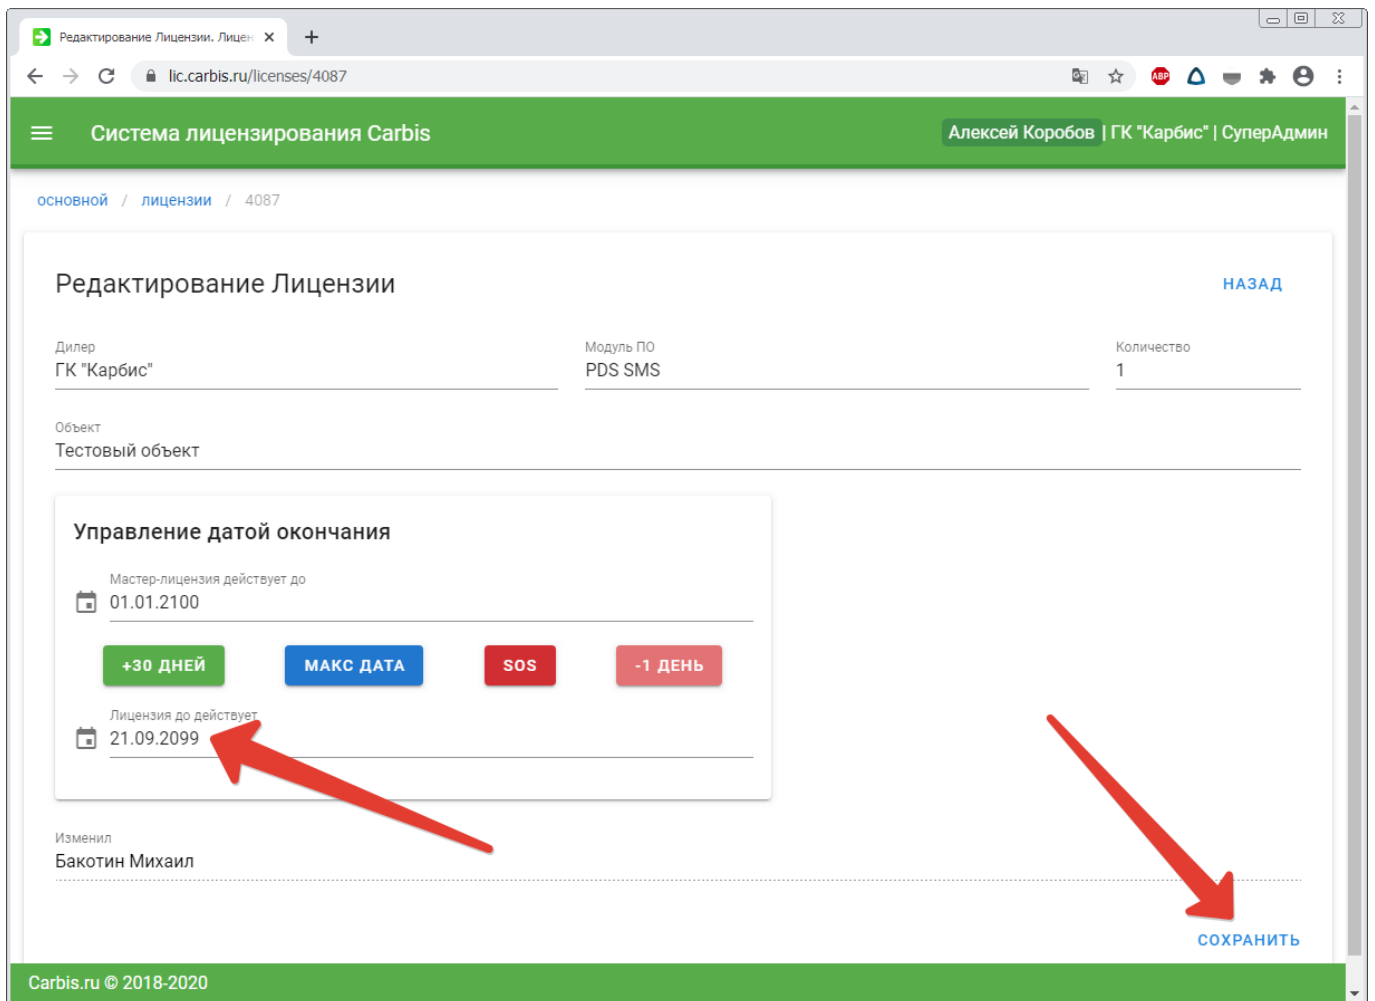 Редактирование Лицензии. Лицен
lic.carbis.ru/licenses/4087
ABP
Система лицензирования Carbis
Алексей Коробов | ГК "Карбис" | СуперАдмин
основной / лицензии / 4087
Редактирование Лицензии
НАЗАД
Дилер
ГК "Карбис"
Модуль ПО
PDS SMS
Количество
1
Объект
Тестовый объект
Управление датой окончания
Мастер-лицензия действует до
01.01.2100
+30 ДНЕЙ
МАКС ДАТА
SOS
-1 ДЕНЬ
Лицензия до действует
21.09.2099
Изменил
Бакотин Михаил
СОХРАНИТЬ
Carbis.ru © 2018-2020